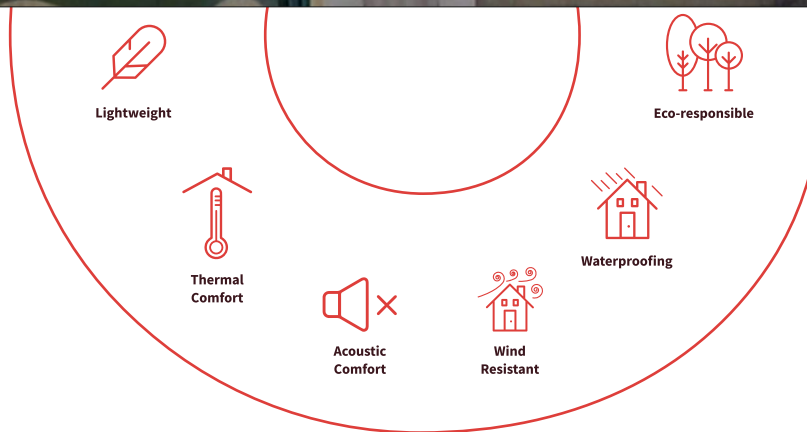 Lightweight
Eco-responsible
Thermal
Comfort
Waterproofing
Acoustic
Comfort
Wind
Resistant